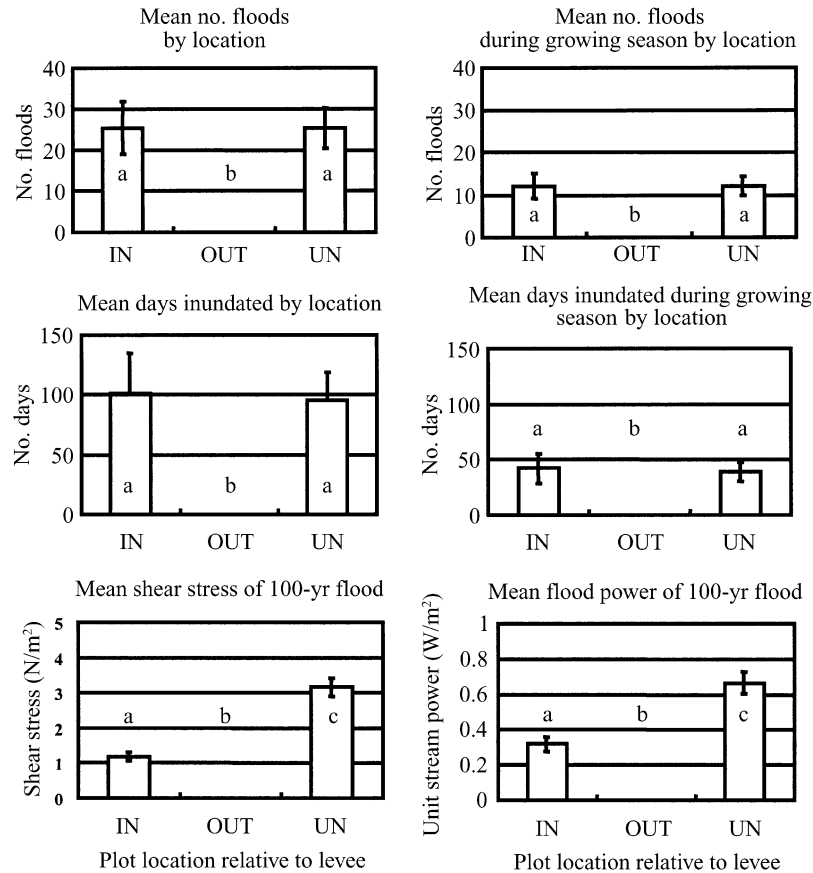 Mean no. floods
by location
No. floods
40
30
20
10
0
a
b
a
IN
OUT
UN
Mean no. floods
during growing season by location
No. floods
40
30
20
10
0
a
b
a
IN
OUT
UN
Mean days inundated by location
No. days
150
100
50
0
a
b
a
IN
OUT
UN
Mean days inundated during growing
season by location
No. days
150
100
50
0
a
b
a
IN
OUT
UN
Mean shear stress of 100-yr flood
Shear stress (N/m²)
5
4
3
2
1
0
a
b
c
IN
OUT
UN
Plot location relative to levee
Mean flood power of 100-yr flood
Unit stream power (W/m²)
1
0.8
0.6
0.4
0.2
0
a
b
c
IN
OUT
UN
Plot location relative to levee